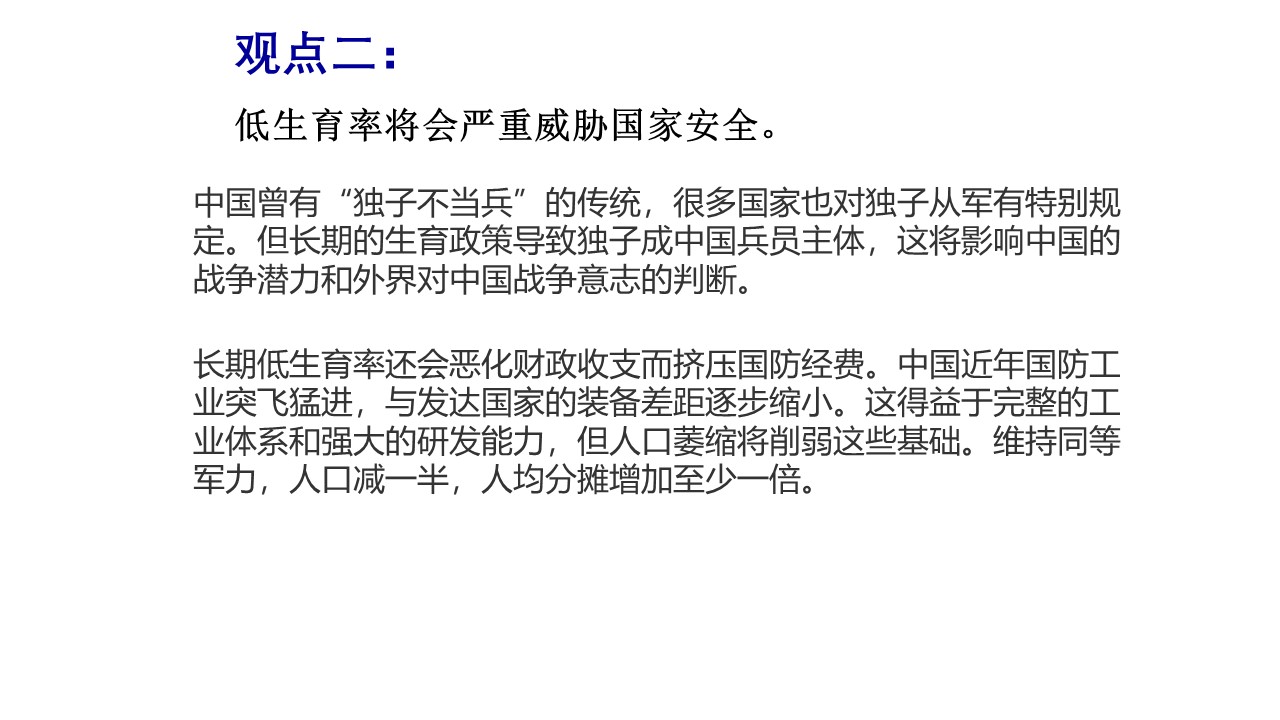 观点二：
低生育率将会严重威胁国家安全。
中国曾有“独子不当兵”的传统，很多国家也对独子从军有特别规
定。但长期的生育政策导致独子成中国兵员主体，这将影响中国的
战争潜力和外界对中国战争意志的判断。
长期低生育率还会恶化财政收支而挤压国防经费。中国近年国防工
业突飞猛进，与发达国家的装备差距逐步缩小。这得益于完整的工
业体系和强大的研发能力，但人口萎缩将削弱这些基础。维持同等
军力，人口减一半，人均分摊增加至少一倍。